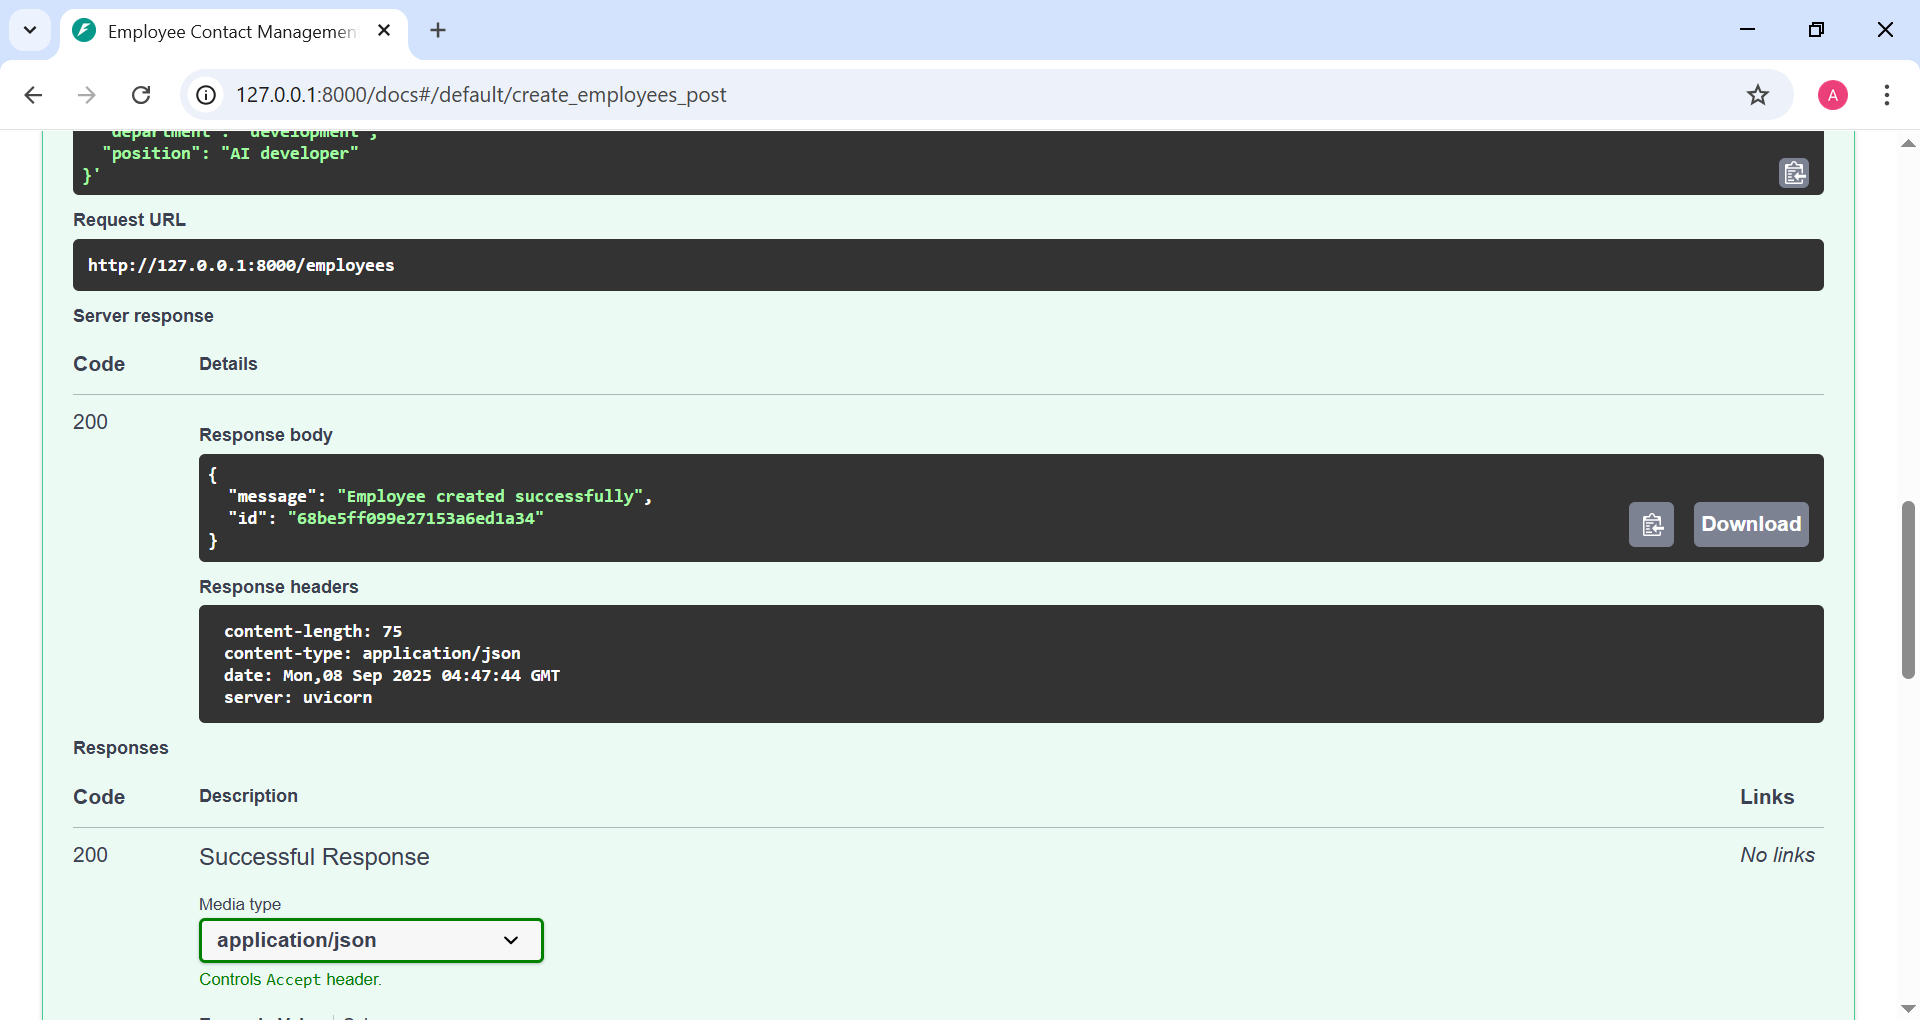 Employee Contact Managemen
127.0.0.1:8000/docs#/default/create_employees_post
A
"department": "development",
"position": "AI developer"
}'
Request URL
http://127.0.0.1:8000/employees
Server response
Code Details
200
Response body
{
"message": "Employee created successfully",
"id": "68be5ff099e27153a6ed1a34"
}
Download
Response headers
content-length: 75
content-type: application/json
date: Mon,08 Sep 2025 04:47:44 GMT
server: uvicorn
Responses
Code Description Links
200 Successful Response No links
Media type
application/json
Controls Accept header.